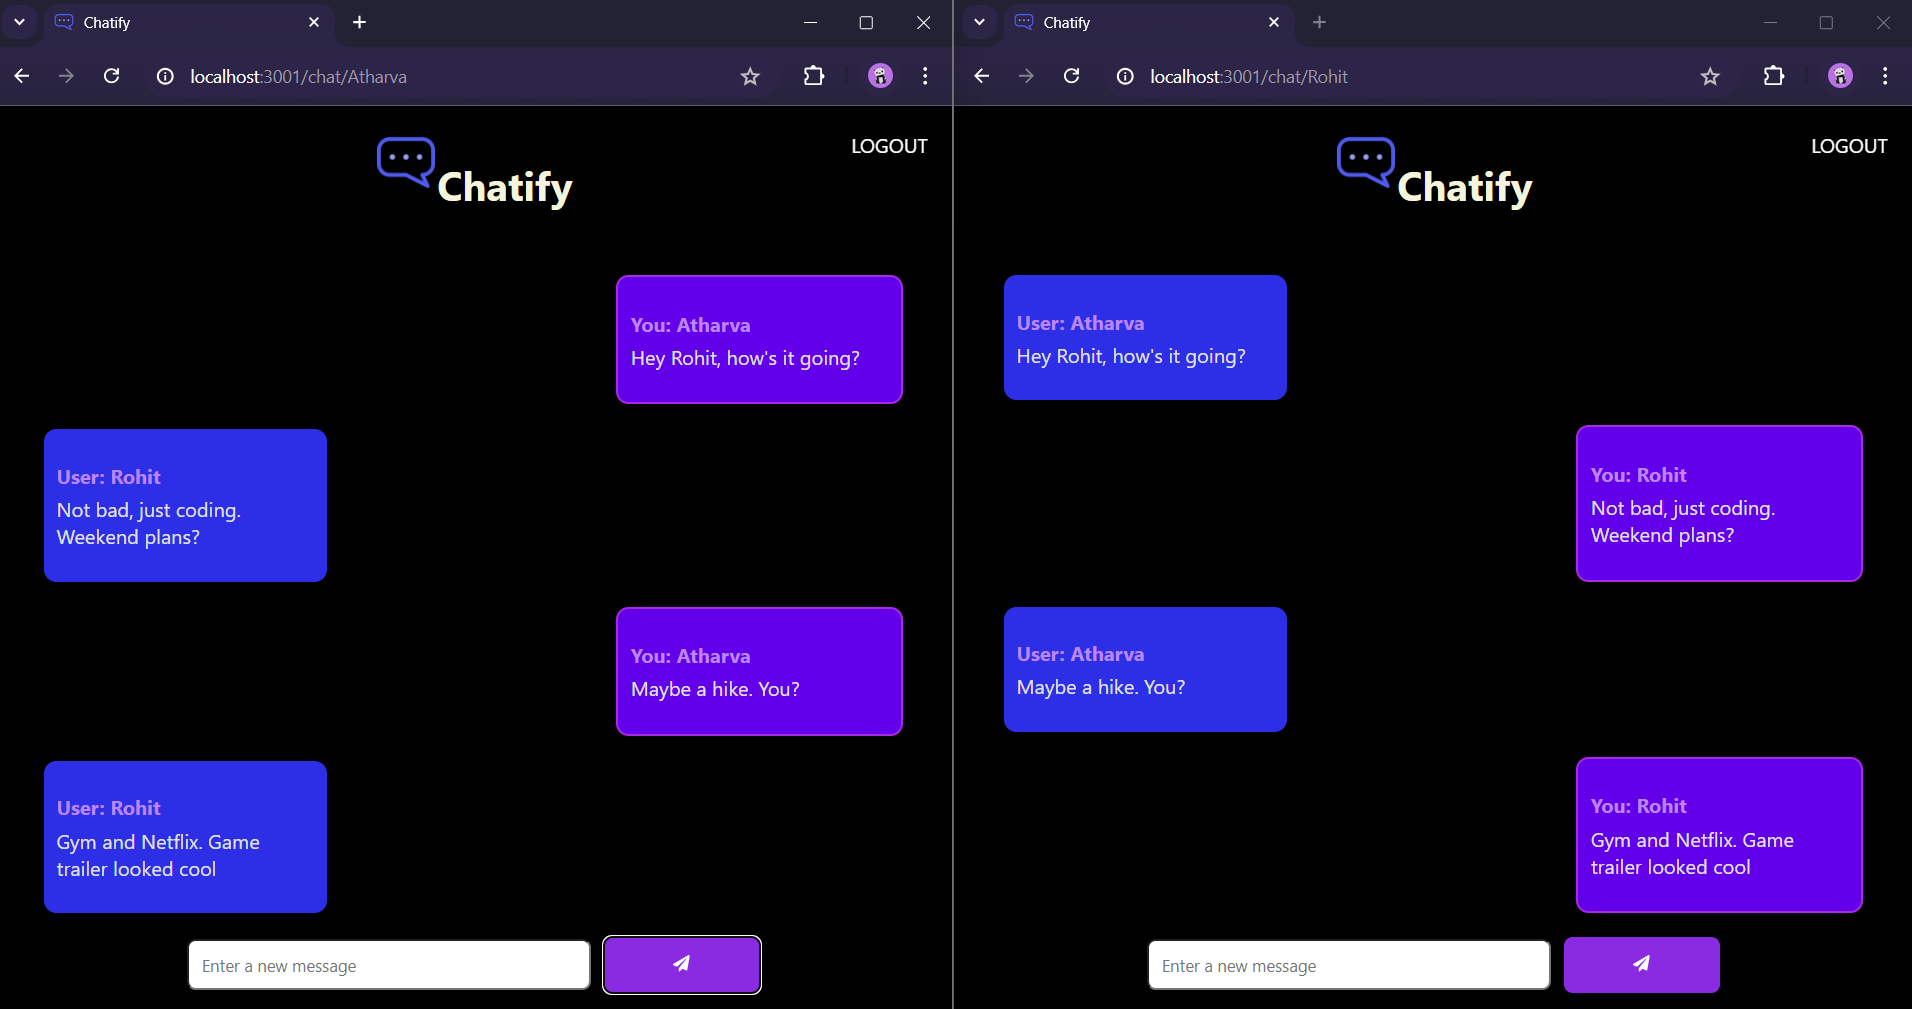 Chatify
localhost:3001/chat/Atharva
LOGOUT
Chatify
You: Atharva
Hey Rohit, how's it going?
User: Rohit
Not bad, just coding.
Weekend plans?
You: Atharva
Maybe a hike. You?
User: Rohit
Gym and Netflix. Game
trailer looked cool
Enter a new message
Chatify
localhost:3001/chat/Rohit
LOGOUT
Chatify
User: Atharva
Hey Rohit, how's it going?
You: Rohit
Not bad, just coding.
Weekend plans?
User: Atharva
Maybe a hike. You?
You: Rohit
Gym and Netflix. Game
trailer looked cool
Enter a new message